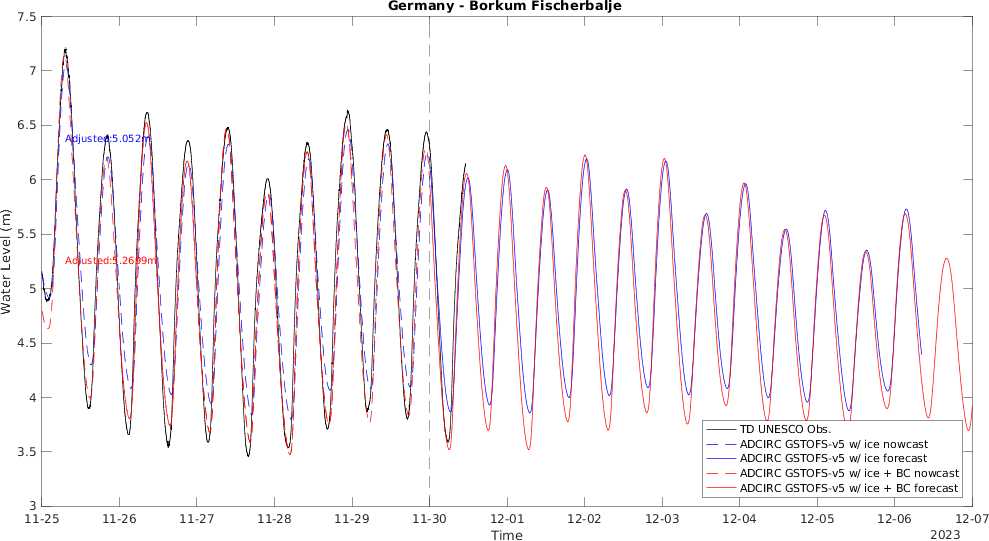 Germany - Borkum Fischerbalje
7.5
7
6.5
6
5.5
5
4.5
4
3.5
3
Water Level (m)
Adjusted:5.052m
Adjusted:5.2699m
TD UNESCO Obs.
ADCIRC GSTOFS-v5 w/ ice nowcast
ADCIRC GSTOFS-v5 w/ ice forecast
ADCIRC GSTOFS-v5 w/ ice + BC nowcast
ADCIRC GSTOFS-v5 w/ ice + BC forecast
11-25 11-26 11-27 11-28 11-29 11-30 12-01 12-02 12-03 12-04 12-05 12-06 12-07
Time
2023